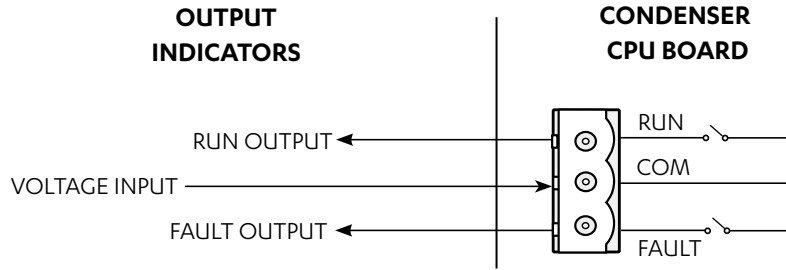 OUTPUT
INDICATORS
CONDENSER
CPU BOARD
RUN OUTPUT
RUN
VOLTAGE INPUT
COM
FAULT OUTPUT
FAULT